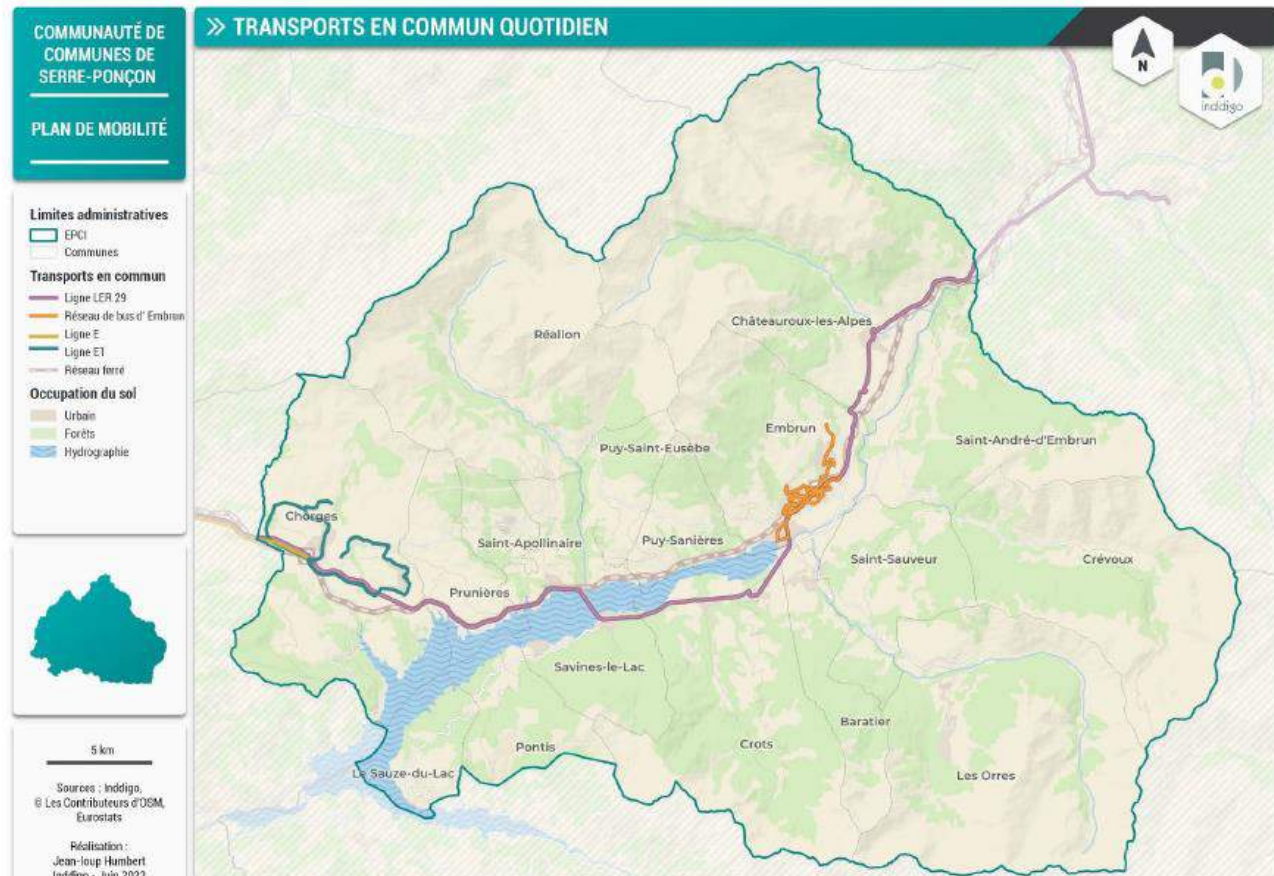 COMMUNAUTÉ DE
COMMUNES DE
SERRE-PONÇON
PLAN DE MOBILITÉ
>> TRANSPORTS EN COMMUN QUOTIDIEN
N
inddigo
Limites administratives
EPCI
Communes
Transports en commun
Ligne LER 29
Réseau de bus d' Embrun
Ligne E
Ligne E1
Réseau ferré
Occupation du sol
Urbain
Forêts
Hydrographie
5 km
Sources : Inddigo,
© Les Contributeurs d'OSM,
Eurostats
Réalisation :
Jean-loup Humbert
Inddigo - Juin 2022
Châteauroux-les-Alpes
Réallon
Embrun
Saint-André-d'Embrun
Puy-Saint-Eusèbe
Chorges
Saint-Apollinaire
Puy-Sanières
Saint-Sauveur
Crévoux
Prunières
Savines-le-Lac
Baratier
Pontis
Crots
Le Sauze-du-Lac
Les Orres